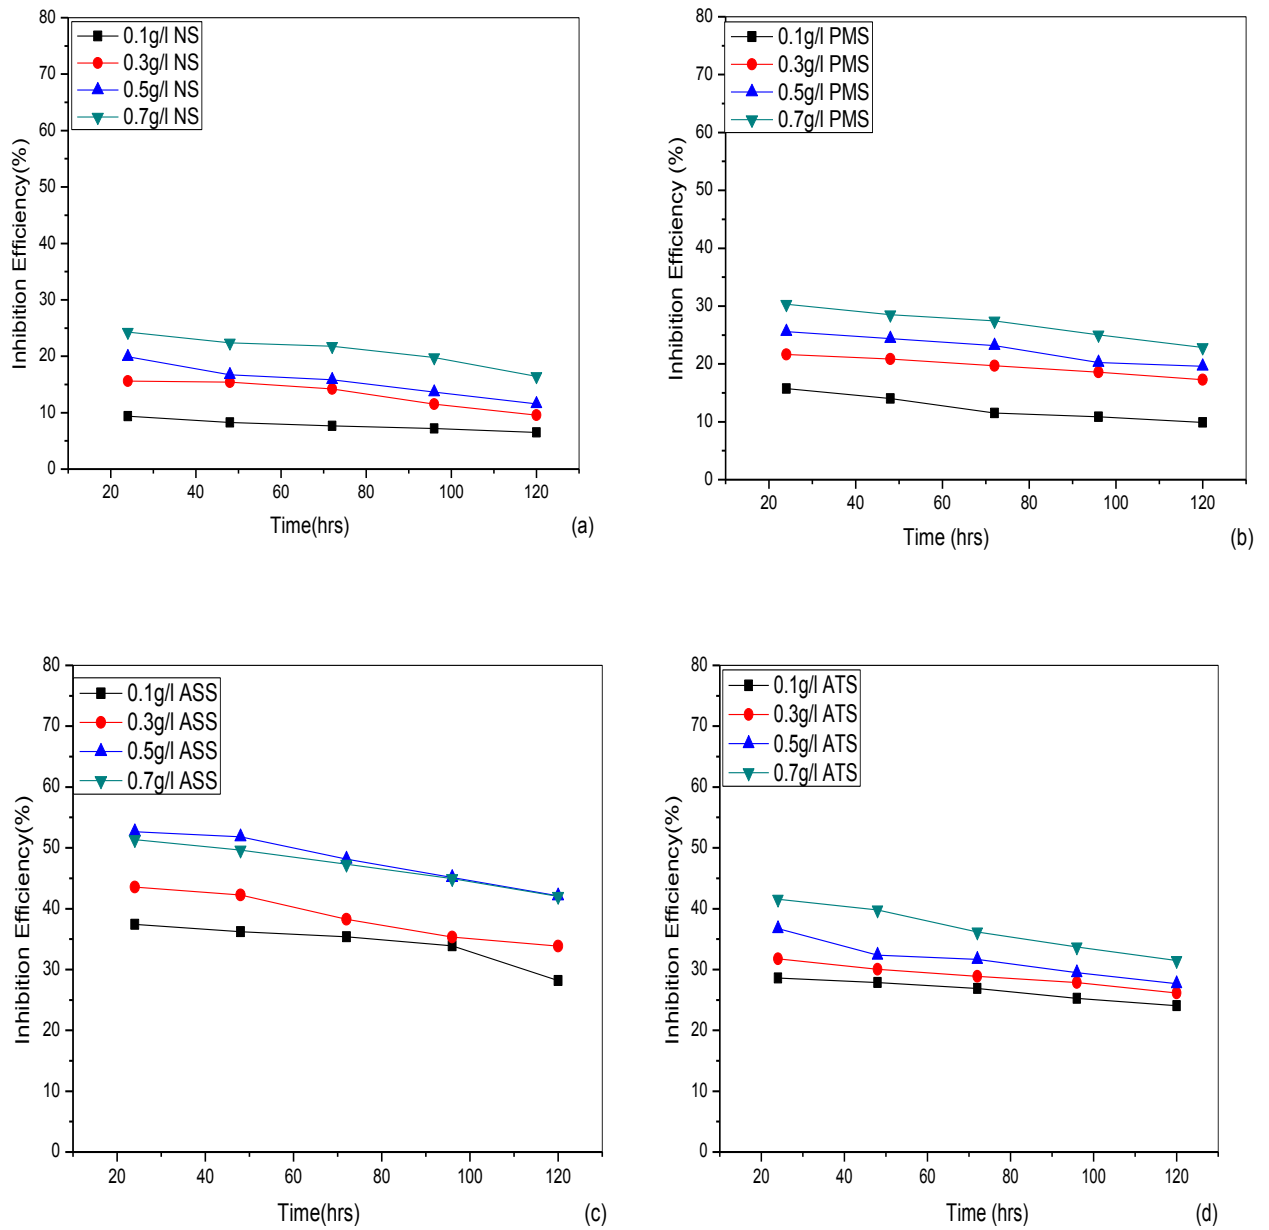 0.1g/l NS
0.3g/l NS
0.5g/l NS
0.7g/l NS
Inhibition Efficiency(%)
80
70
60
50
40
30
20
10
0
20 40 60 80 100 120
Time(hrs)
(a)
0.1g/l PMS
0.3g/l PMS
0.5g/l PMS
0.7g/l PMS
Inhibition Efficiency (%)
80
70
60
50
40
30
20
10
0
20 40 60 80 100 120
Time (hrs)
(b)
0.1g/l ASS
0.3g/l ASS
0.5g/l ASS
0.7g/l ASS
Inhibition Efficiency(%)
80
70
60
50
40
30
20
10
0
20 40 60 80 100 120
Time(hrs)
(c)
0.1g/l ATS
0.3g/l ATS
0.5g/l ATS
0.7g/l ATS
Inhibition Efficiency(%)
80
70
60
50
40
30
20
10
0
20 40 60 80 100 120
Time (hrs)
(d)